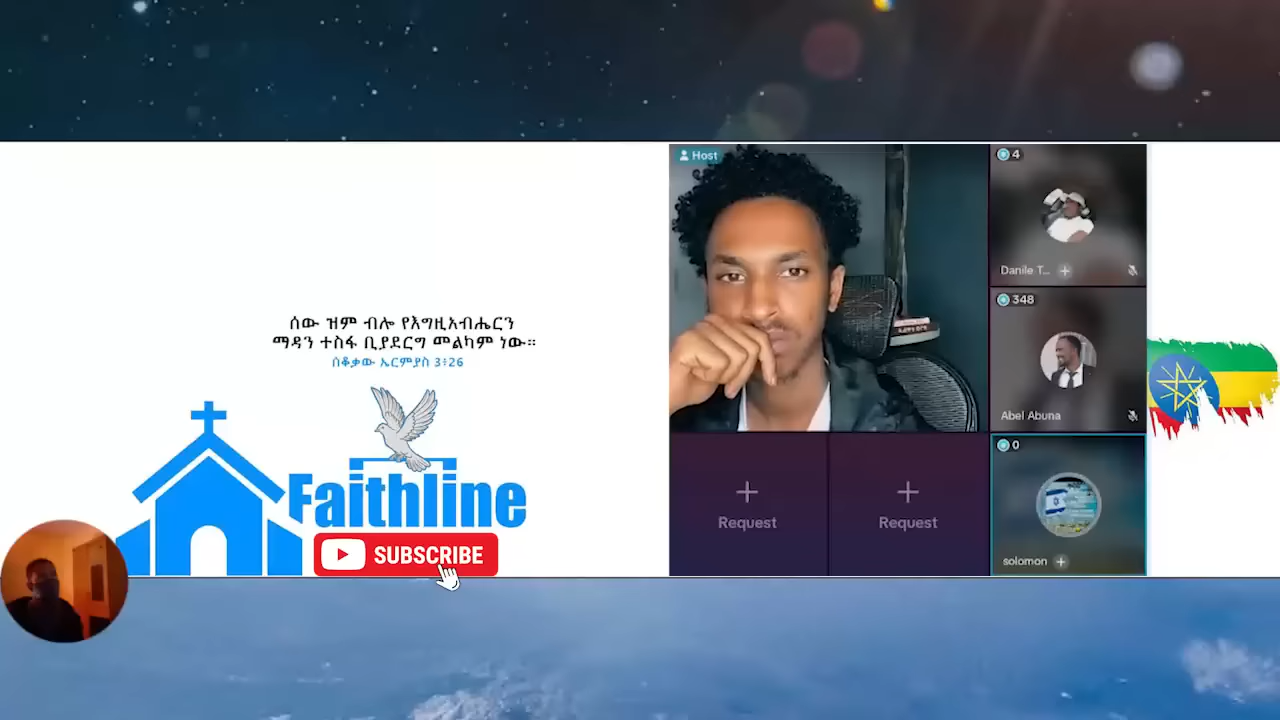 ሰው ዝም ብሎ የእግዚአብሔርን
ማዳን ተስፋ ቢያደርግ መልካም ነው።
ሰቆቃው ኤርምያስ 3፥26
Faithline
SUBSCRIBE
Host
4
Danile T...
348
Abel Abuna
Request
Request
0
solomon